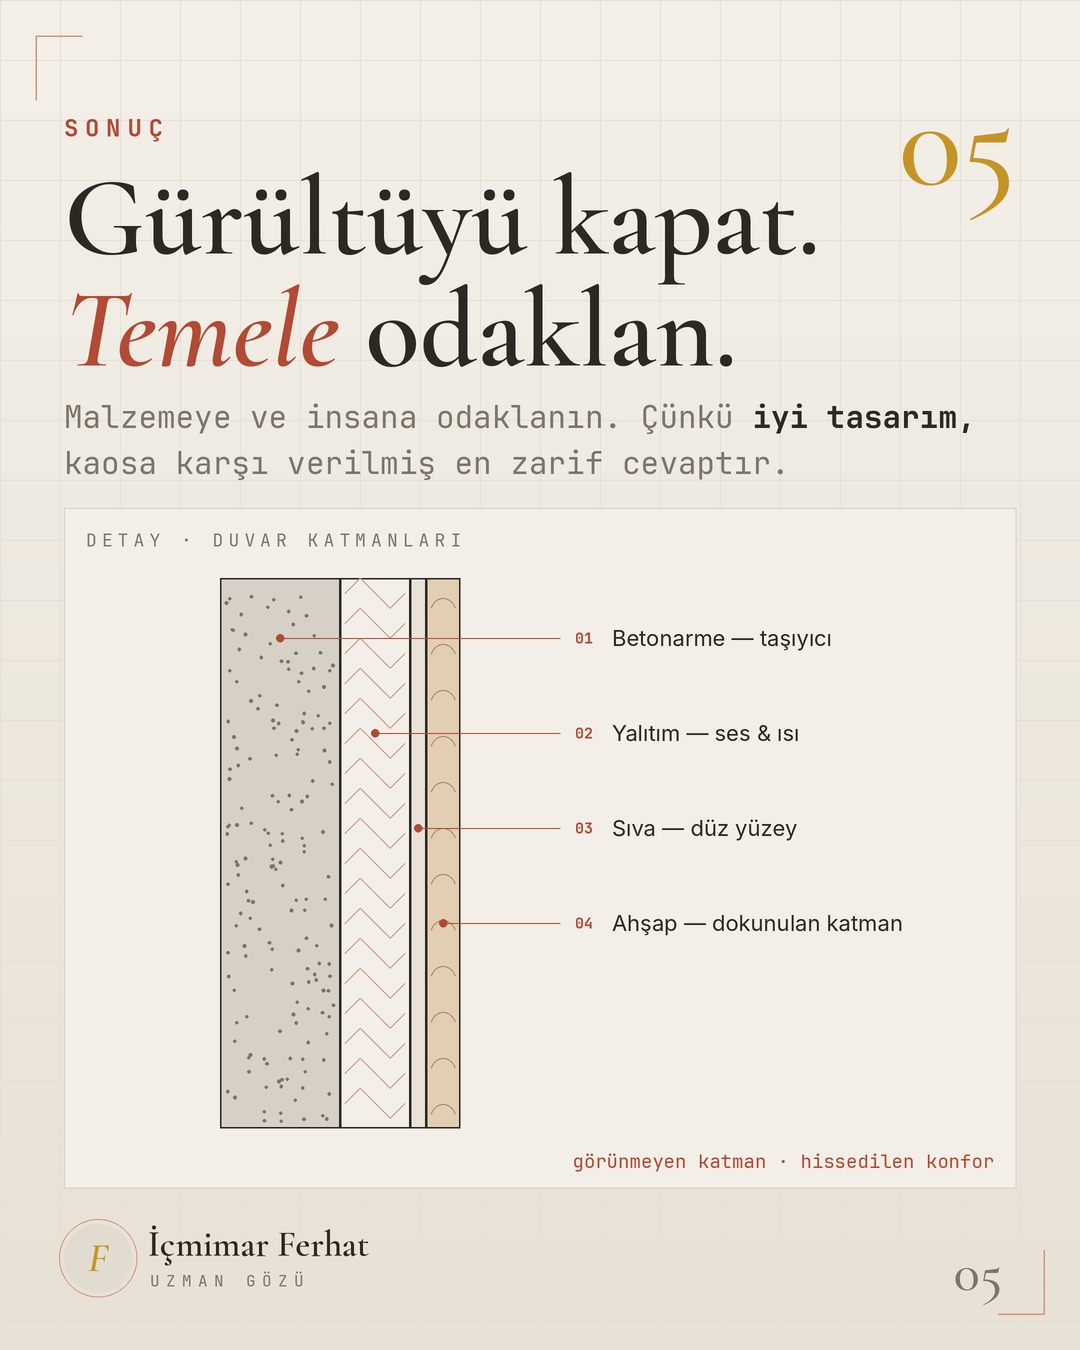 SONUÇ
05
Gürültüyü kapat.
Temele odaklan.
Malzemeye ve insana odaklanın. Çünkü iyi tasarım,
kaosa karşı verilmiş en zarif cevaptır.
DETAY · DUVAR KATMANLARI
01 Betonarme — taşıyıcı
02 Yalıtım — ses & ısı
03 Sıva — düz yüzey
04 Ahşap — dokunulan katman
görünmeyen katman · hissedilen konfor
F
İçmimar Ferhat
UZMAN GÖZÜ
05